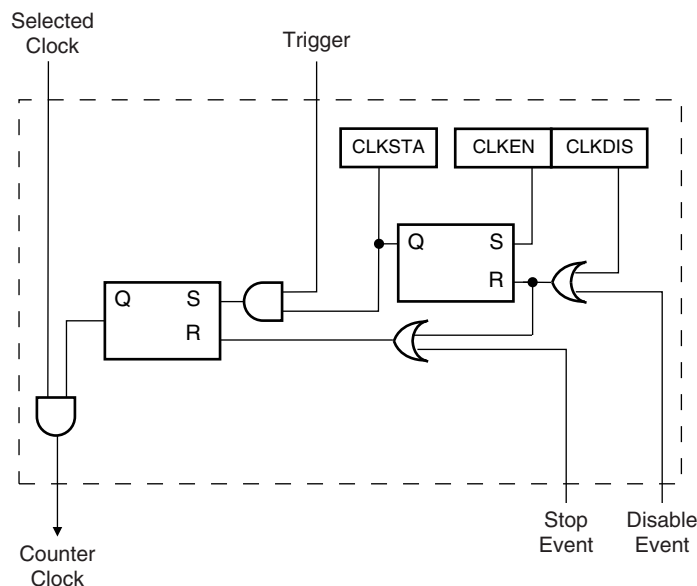 Selected
Clock
Trigger
CLKSTA
CLKEN
CLKDIS
Q
S
R
Q
S
R
Stop
Event
Disable
Event
Counter
Clock